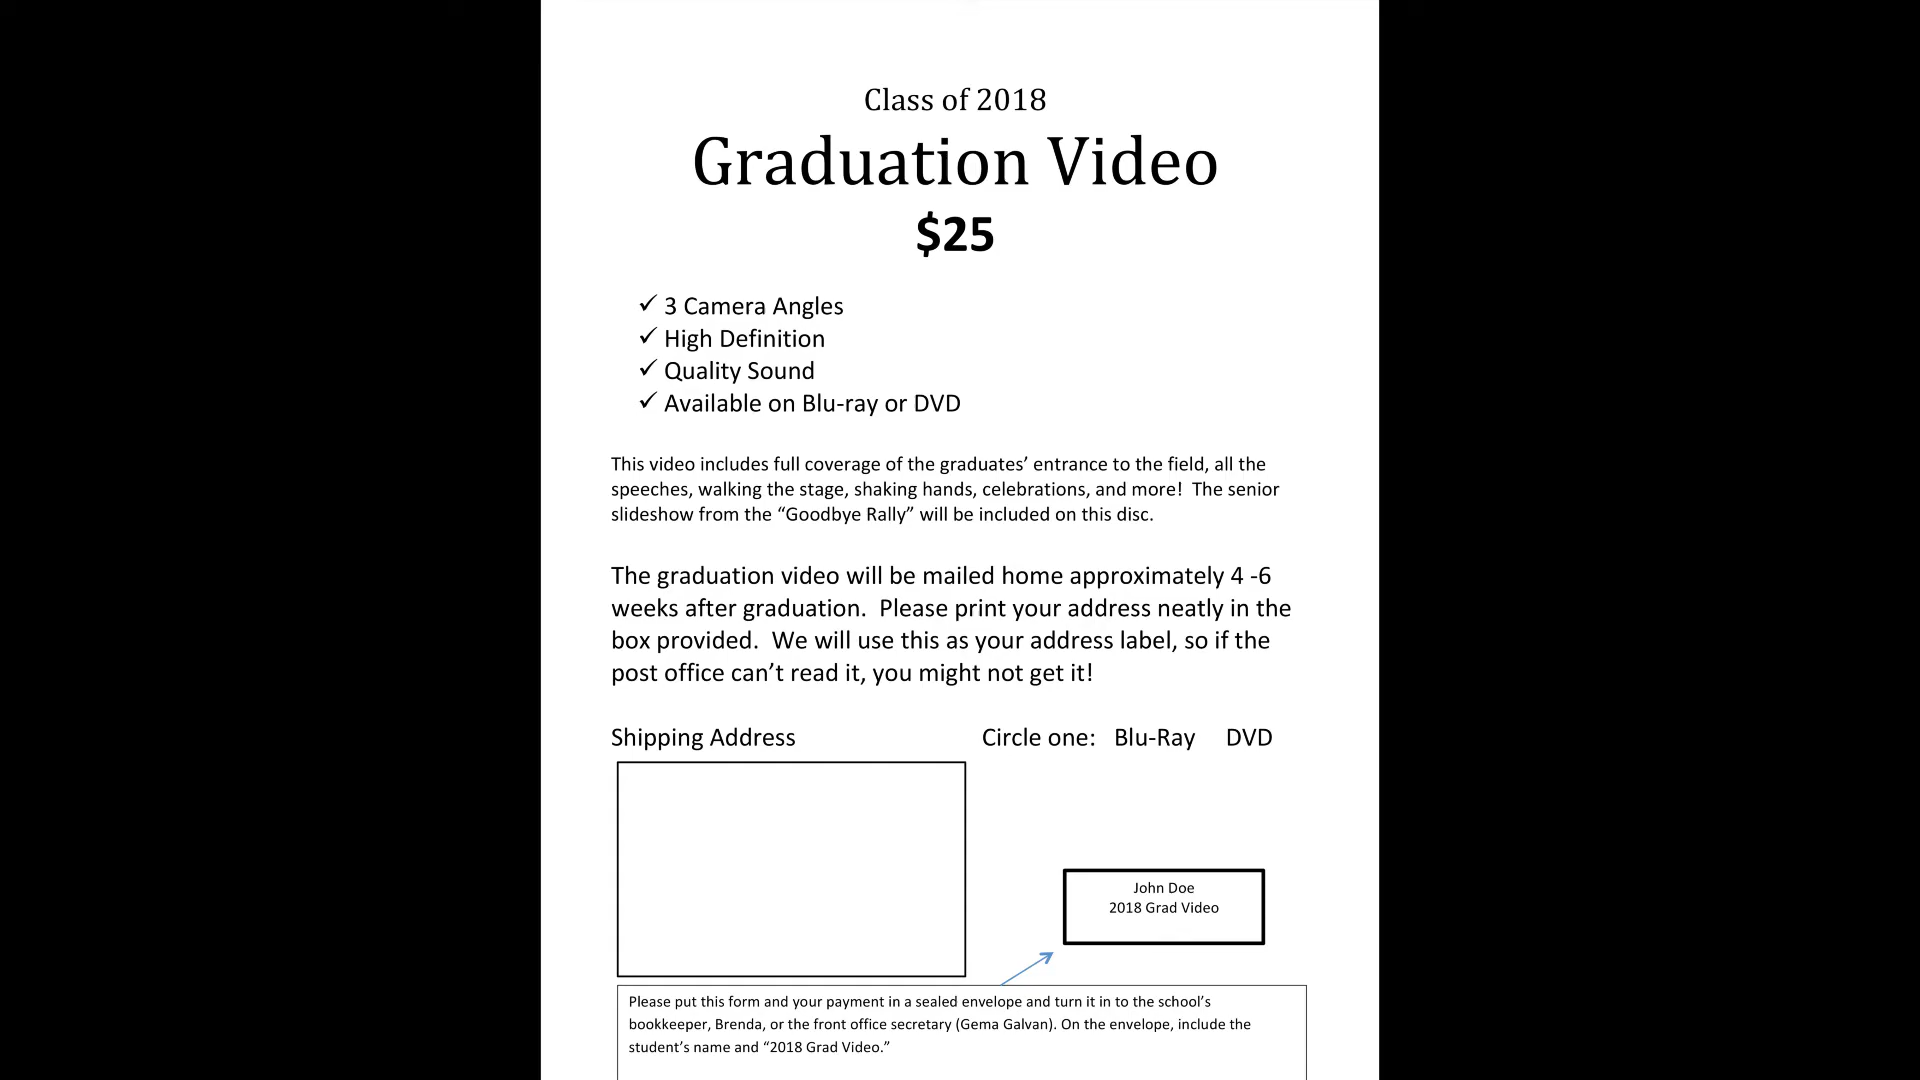 Class of 2018
Graduation Video
$25
✓ 3 Camera Angles
✓ High Definition
✓ Quality Sound
✓ Available on Blu-ray or DVD
This video includes full coverage of the graduates’ entrance to the field, all the
speeches, walking the stage, shaking hands, celebrations, and more!  The senior
slideshow from the “Goodbye Rally” will be included on this disc.
The graduation video will be mailed home approximately 4 -6
weeks after graduation.  Please print your address neatly in the
box provided.  We will use this as your address label, so if the
post office can’t read it, you might not get it!
Shipping Address
Circle one:   Blu-Ray     DVD
John Doe
2018 Grad Video
Please put this form and your payment in a sealed envelope and turn it in to the school’s
bookkeeper, Brenda, or the front office secretary (Gema Galvan). On the envelope, include the
student’s name and “2018 Grad Video.”